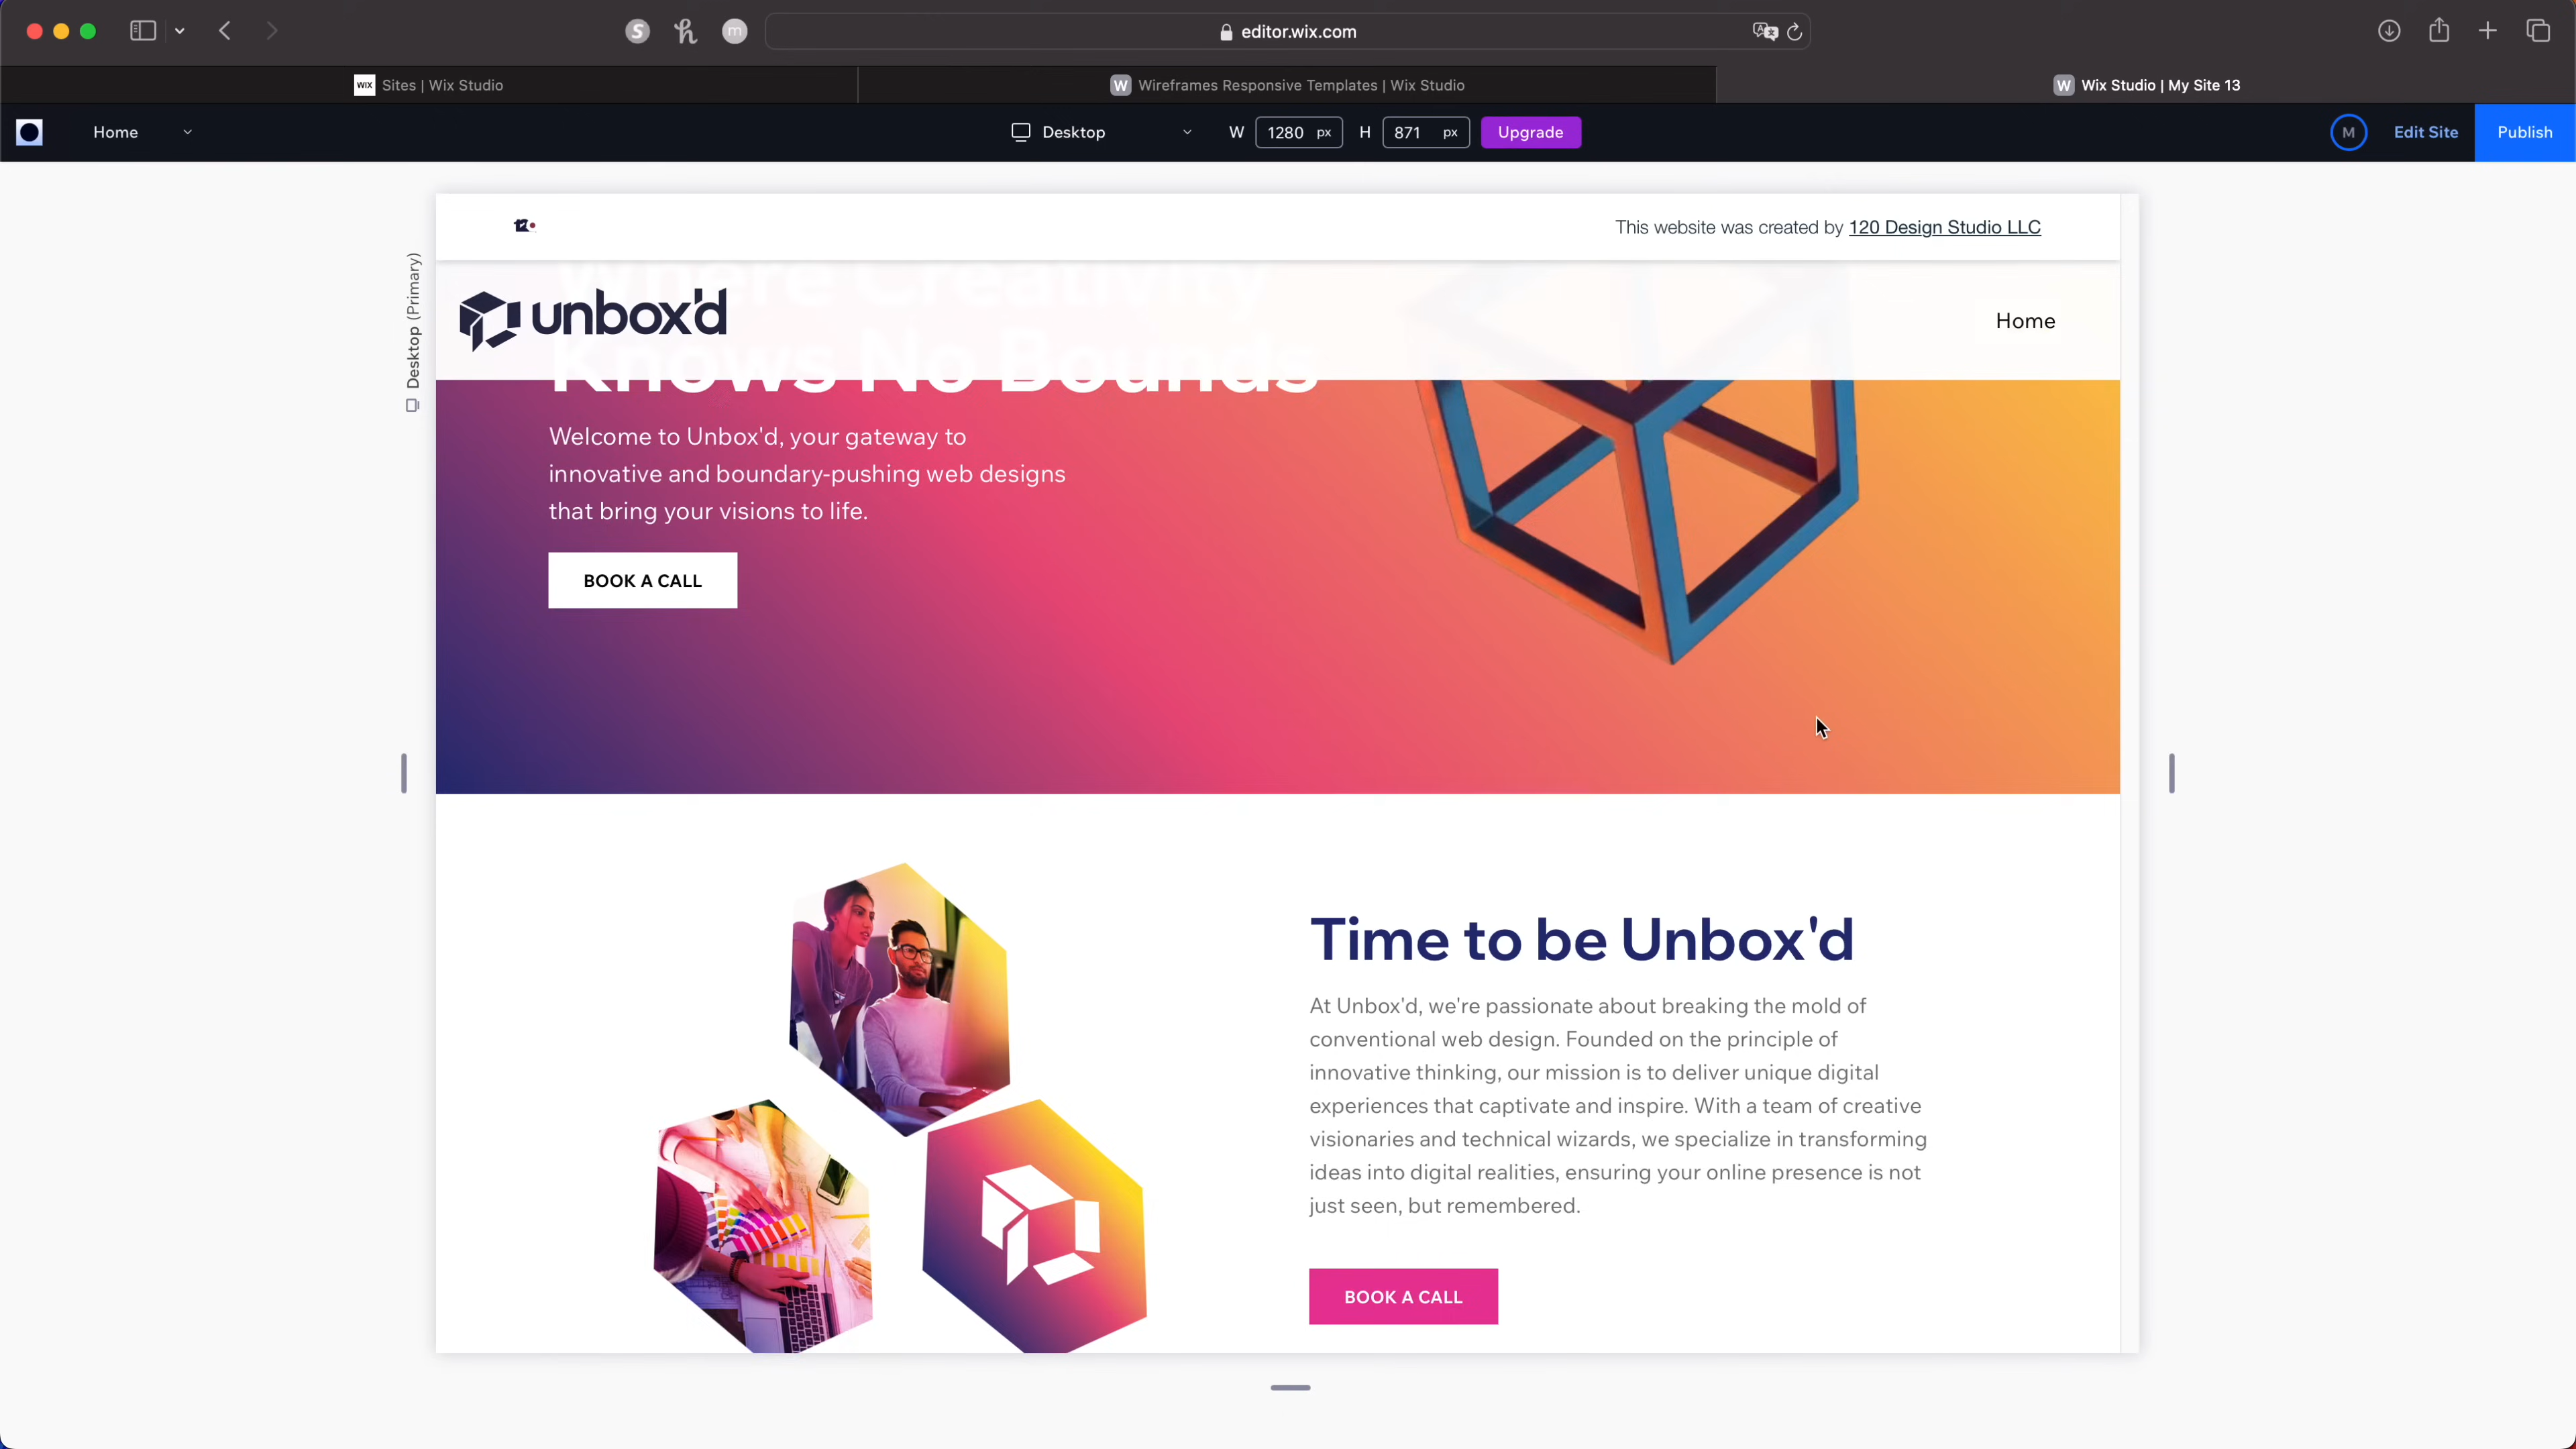 editor.wix.com
WIX Sites | Wix Studio
W Wireframes Responsive Templates | Wix Studio
W Wix Studio | My Site 13
Home
Desktop
W 1280 px H 871 px
Upgrade
M
Edit Site
Publish
This website was created by 120 Design Studio LLC
Desktop (Primary)
Where Creativity
unbox'd
Home
Knows No Bounds
Welcome to Unbox'd, your gateway to
innovative and boundary-pushing web designs
that bring your visions to life.
BOOK A CALL
Time to be Unbox'd
At Unbox'd, we're passionate about breaking the mold of
conventional web design. Founded on the principle of
innovative thinking, our mission is to deliver unique digital
experiences that captivate and inspire. With a team of creative
visionaries and technical wizards, we specialize in transforming
ideas into digital realities, ensuring your online presence is not
just seen, but remembered.
BOOK A CALL